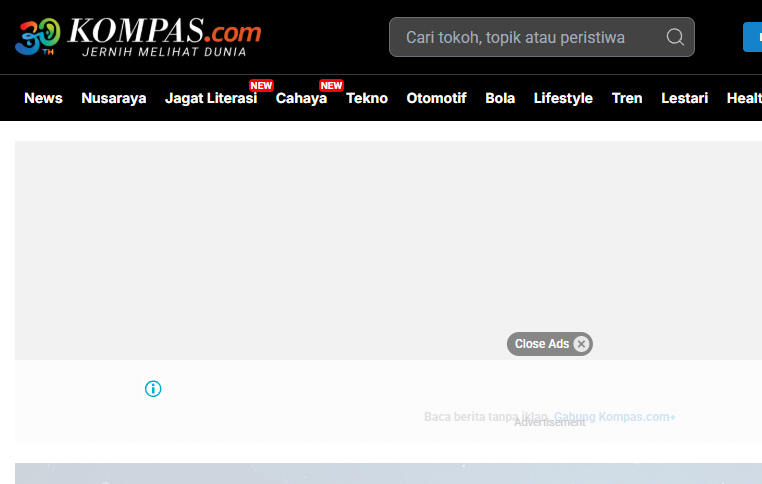 30 TH KOMPAS.com
JERNIH MELIHAT DUNIA
Cari tokoh, topik atau peristiwa
NEW NEW
News Nusaraya Jagat Literasi Cahaya Tekno Otomotif Bola Lifestyle Tren Lestari Healt
Close Ads
Baca berita tanpa iklan. Gabung Kompas.com+
Advertisement